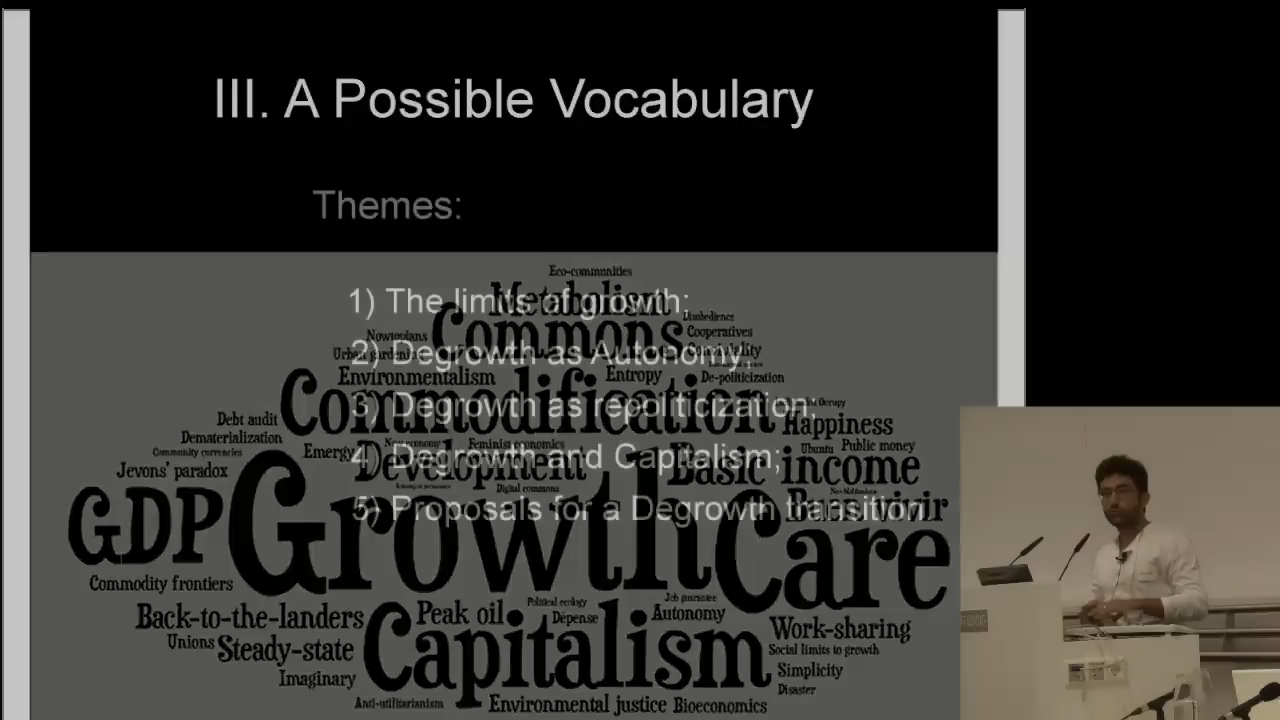 III. A Possible Vocabulary
Themes:
1) The limits of growth;
2) Degrowth as Autonomy;
3) Degrowth as repoliticization;
4) Degrowth and Capitalism;
5) Proposals for a Degrowth transition
Eco-communities
Metabolism
Disobedience
Nowtopians Commons Cooperatives
Urban gardening Conviviality
Environmentalism Entropy De-politicization
Commodification Occupy
Debt audit Happiness
Dematerialization
Community currencies Emergy New economy Feminist economics Ubuntu Public money
Jevons' paradox Development Basic income
Digital commons
GDP Growth Care Buen vivir
Commodity frontiers
Political ecology Job guarantee
Back-to-the-landers Peak oil Dépense Autonomy
Unions Steady-state Capitalism Work-sharing
Social limits to growth
Imaginary Simplicity
Disaster
Anti-utilitarianism Environmental justice Bioeconomics